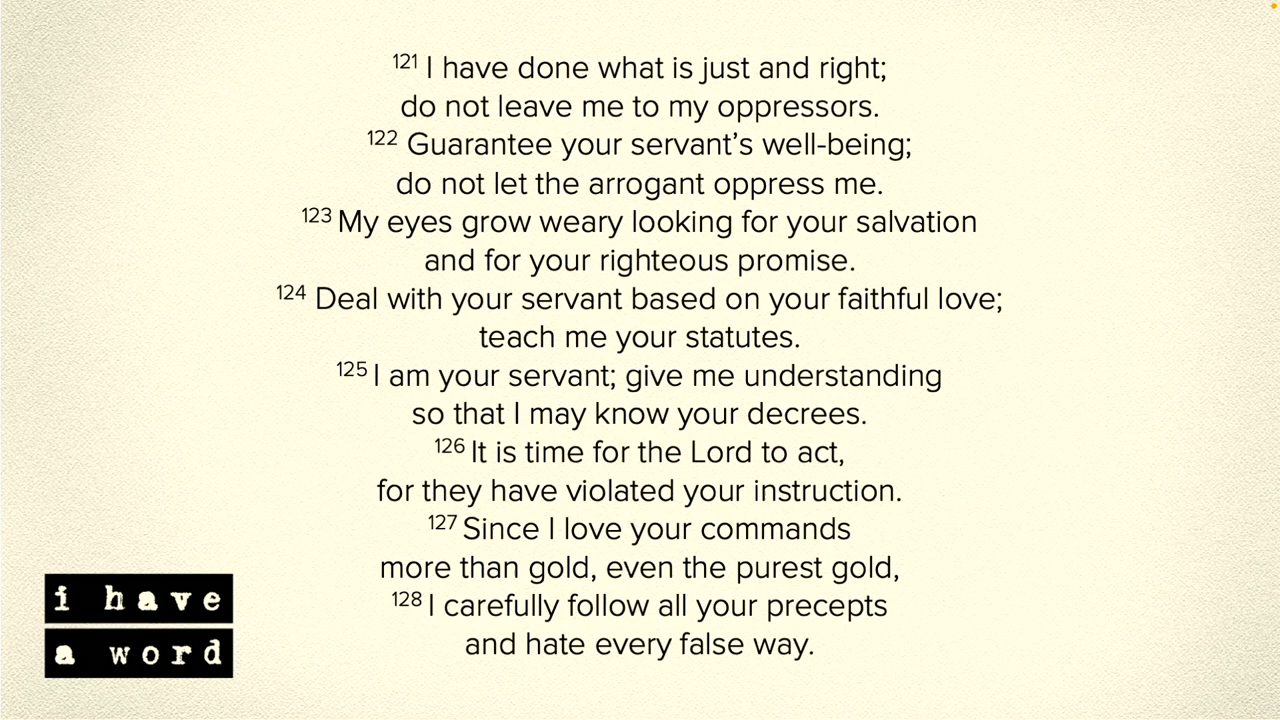 121 I have done what is just and right;
do not leave me to my oppressors.
122 Guarantee your servant’s well-being;
do not let the arrogant oppress me.
123 My eyes grow weary looking for your salvation
and for your righteous promise.
124 Deal with your servant based on your faithful love;
teach me your statutes.
125 I am your servant; give me understanding
so that I may know your decrees.
126 It is time for the Lord to act,
for they have violated your instruction.
127 Since I love your commands
more than gold, even the purest gold,
128 I carefully follow all your precepts
and hate every false way.
i have
a word